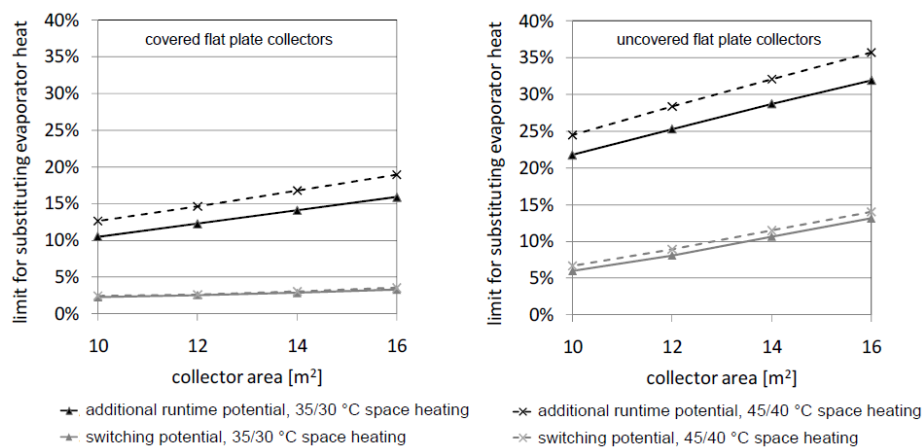 covered flat plate collectors
limit for substituting evaporator heat
40%
35%
30%
25%
20%
15%
10%
5%
0%
10 12 14 16
collector area [m²]
uncovered flat plate collectors
limit for substituting evaporator heat
40%
35%
30%
25%
20%
15%
10%
5%
0%
10 12 14 16
collector area [m²]
additional runtime potential, 35/30 °C space heating
switching potential, 35/30 °C space heating
additional runtime potential, 45/40 °C space heating
switching potential, 45/40 °C space heating